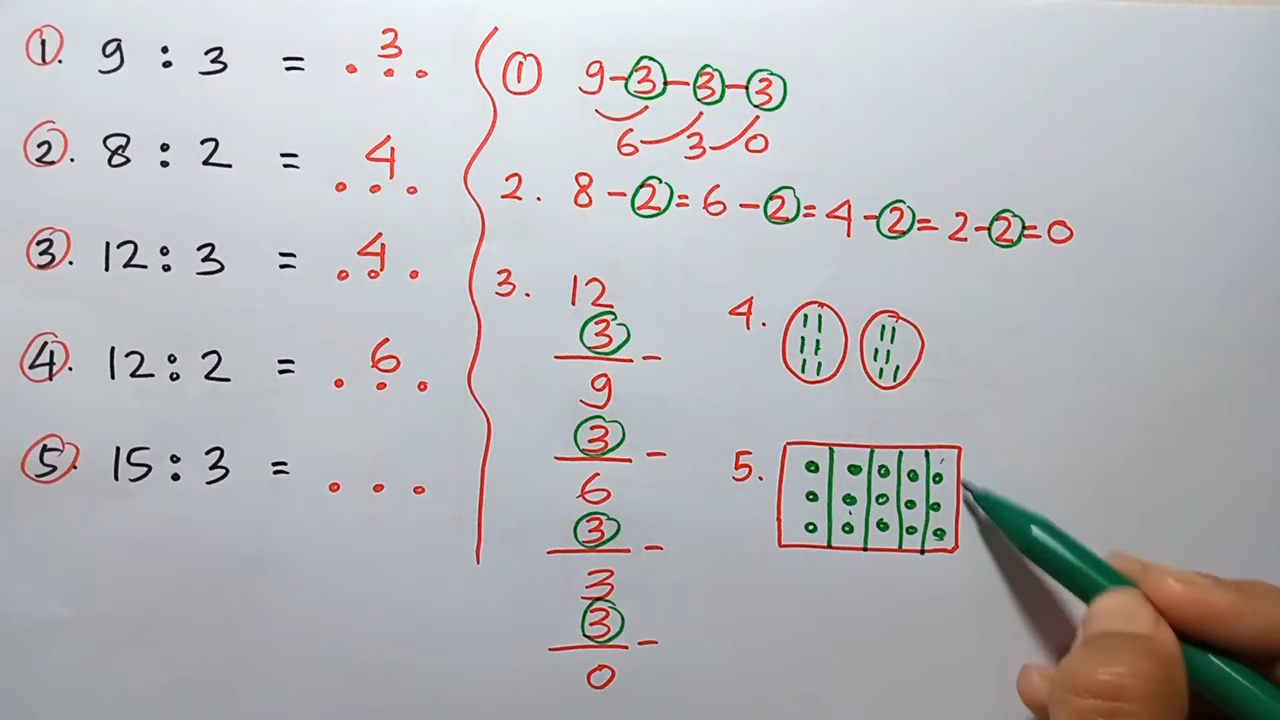 1. 9 : 3 = . 3 . .
2. 8 : 2 = . 4 . .
3. 12 : 3 = . 4 . .
4. 12 : 2 = . 6 . .
5. 15 : 3 = . . .
1 9-3-3-3
6 3 0
2. 8-2=6-2=4-2=2-2=0
3. 12
3 -
9
3 -
6
3 -
3
3 -
0
4.
5.